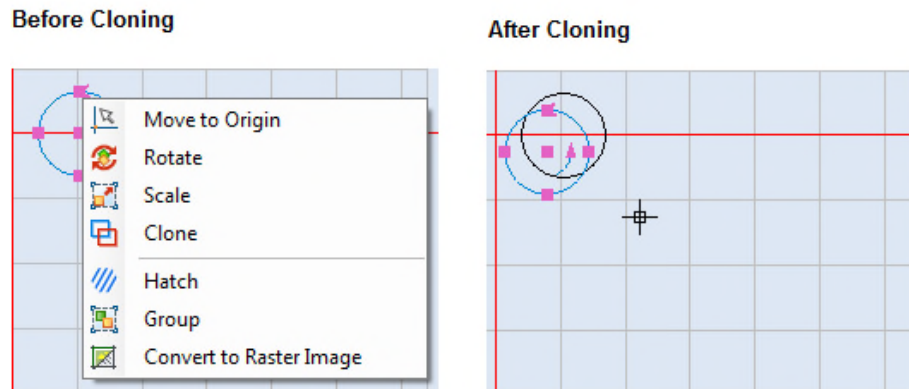 Before Cloning
After Cloning
Move to Origin
Rotate
Scale
Clone
Hatch
Group
Convert to Raster Image